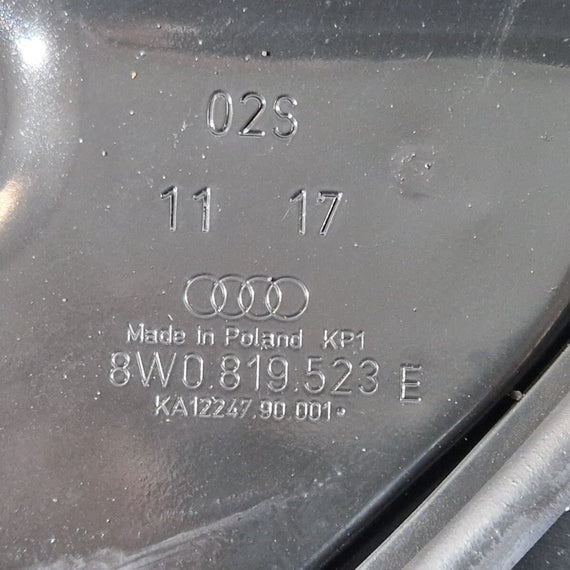 02S
11 17
Made in Poland KP1
8W0.819.523 E
KA12247.90.001